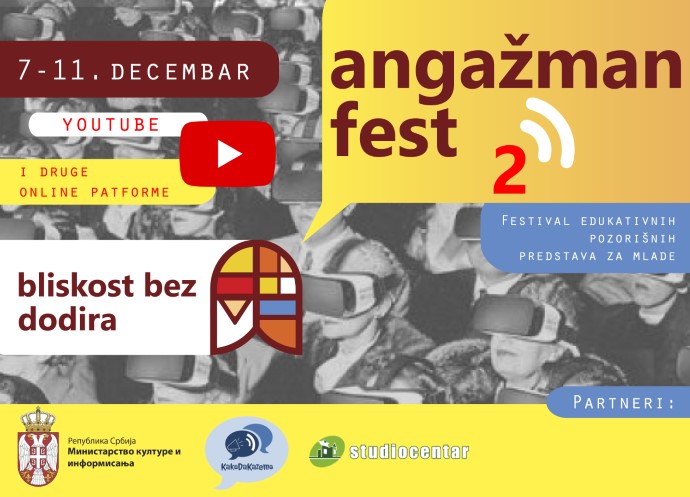 7-11. DECEMBAR
YOUTUBE
I DRUGE
ONLINE PATFORME
angažman
fest
2
FESTIVAL EDUKATIVNIH
POZORIŠNIH
PREDSTAVA ZA MLADE
bliskost bez
dodira
PARTNERI:
Република Србија
Министарство културе и
информисања
KakoDaKazemo
studiocentar